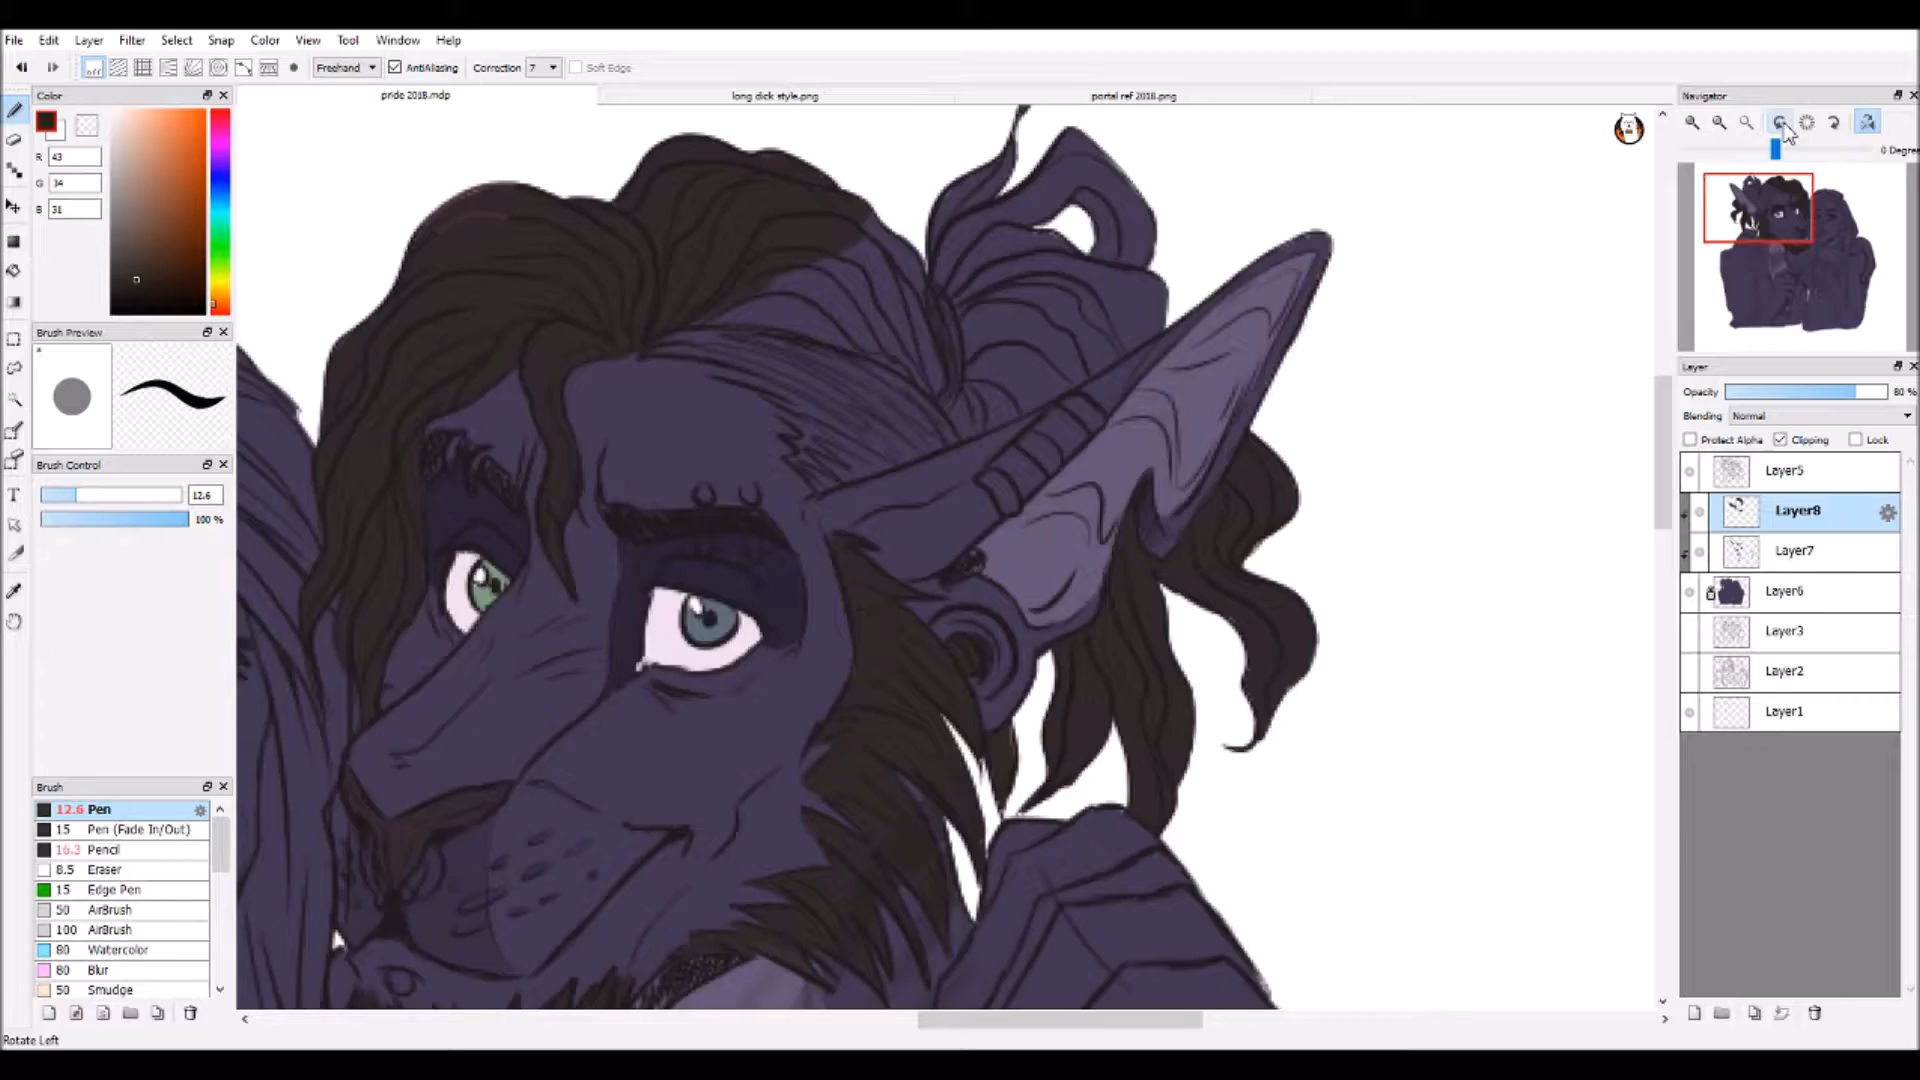 File Edit Layer Filter Select Snap Color View Tool Window Help
off Freehand AntiAliasing Correction 7 Soft Edge
Color
pride 2018.mdp
long dick style.png
portal ref 2018.png
Navigator
R 43
G 34
B 31
0 Degree
Brush Preview
Layer
Opacity 80 %
Blending Normal
Protect Alpha Clipping Lock
Brush Control
12.6
100 %
Layer5
Layer8
Layer7
Layer6
Layer3
Layer2
Layer1
Brush
12.6 Pen
15 Pen (Fade In/Out)
16.3 Pencil
8.5 Eraser
15 Edge Pen
50 AirBrush
100 AirBrush
80 Watercolor
80 Blur
50 Smudge
Rotate Left